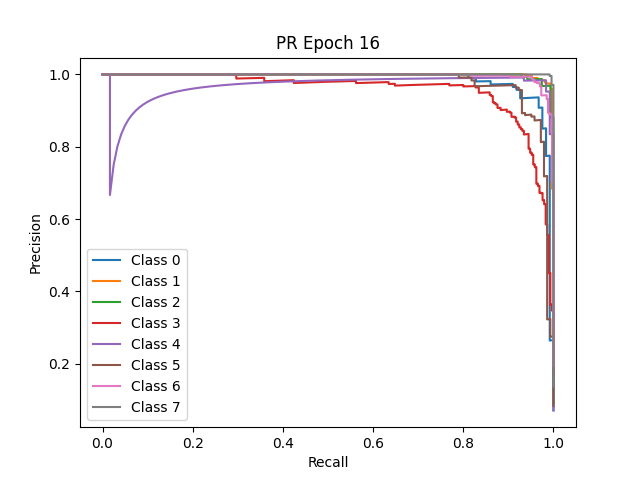 PR Epoch 16
Precision
1.0
0.8
0.6
0.4
0.2
Class 0
Class 1
Class 2
Class 3
Class 4
Class 5
Class 6
Class 7
0.0 0.2 0.4 0.6 0.8 1.0
Recall